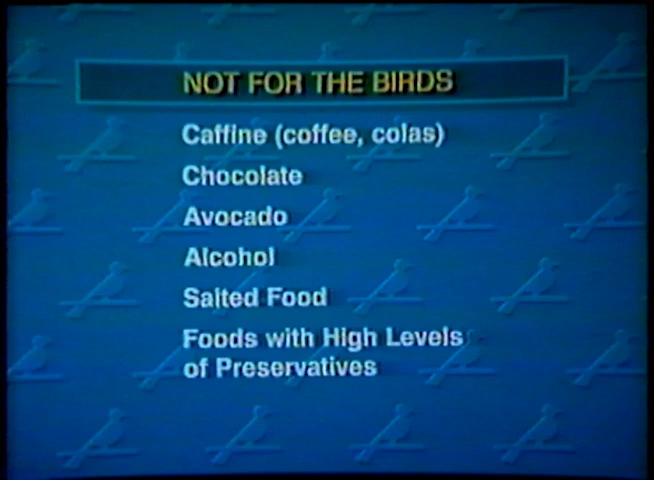 NOT FOR THE BIRDS
Caffine (coffee, colas)
Chocolate
Avocado
Alcohol
Salted Food
Foods with High Levels
of Preservatives